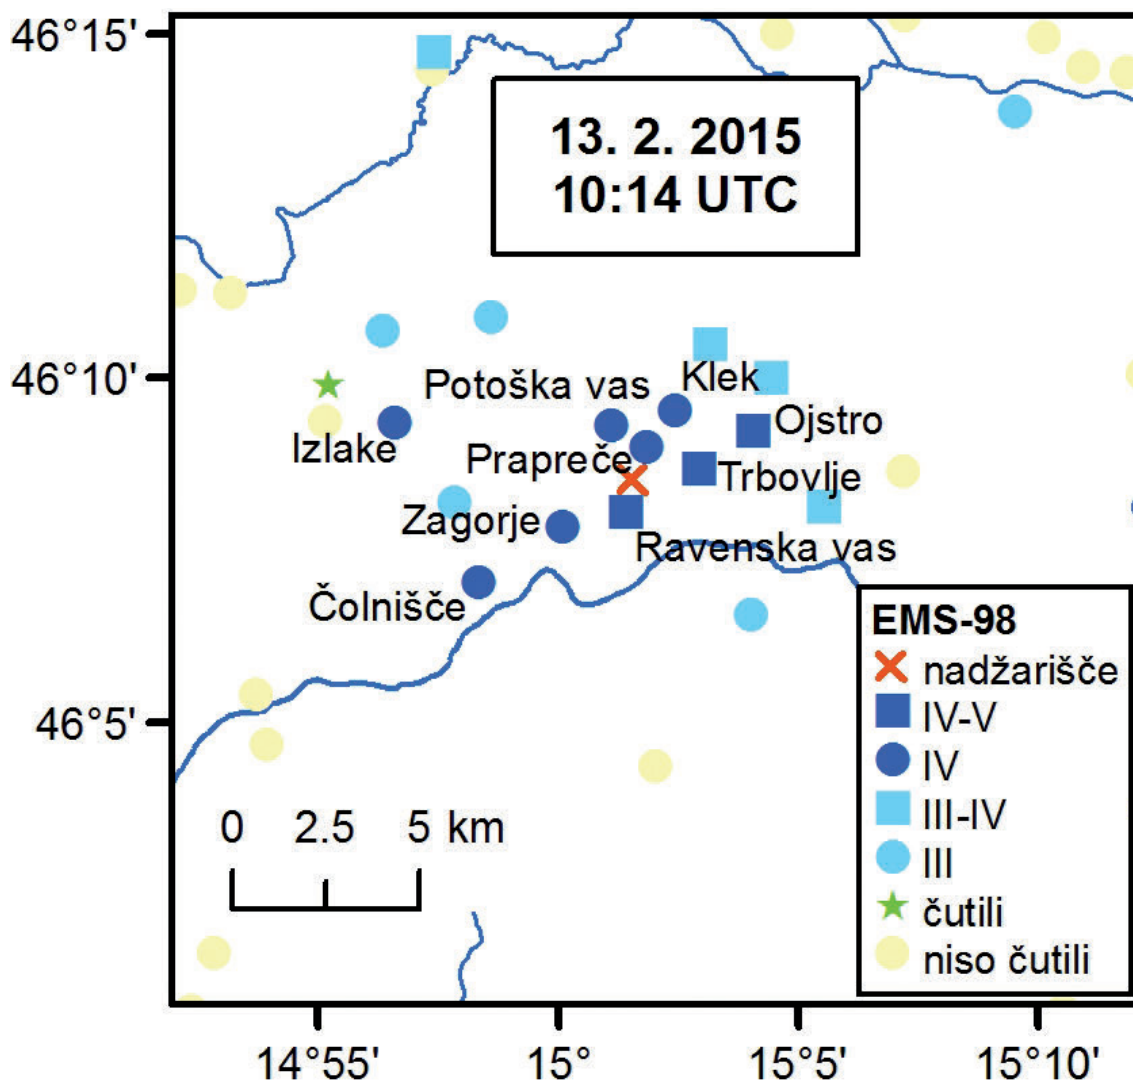 46°15'
13. 2. 2015
10:14 UTC
46°10'
Potoška vas
Klek
Izlake
Prapreče
Ojstro
Trbovlje
Zagorje
Ravenska vas
Čolnišče
46°5'
0 2.5 5 km
EMS-98
nadžarišče
IV-V
IV
III-IV
III
čutili
niso čutili
14°55' 15° 15°5' 15°10'